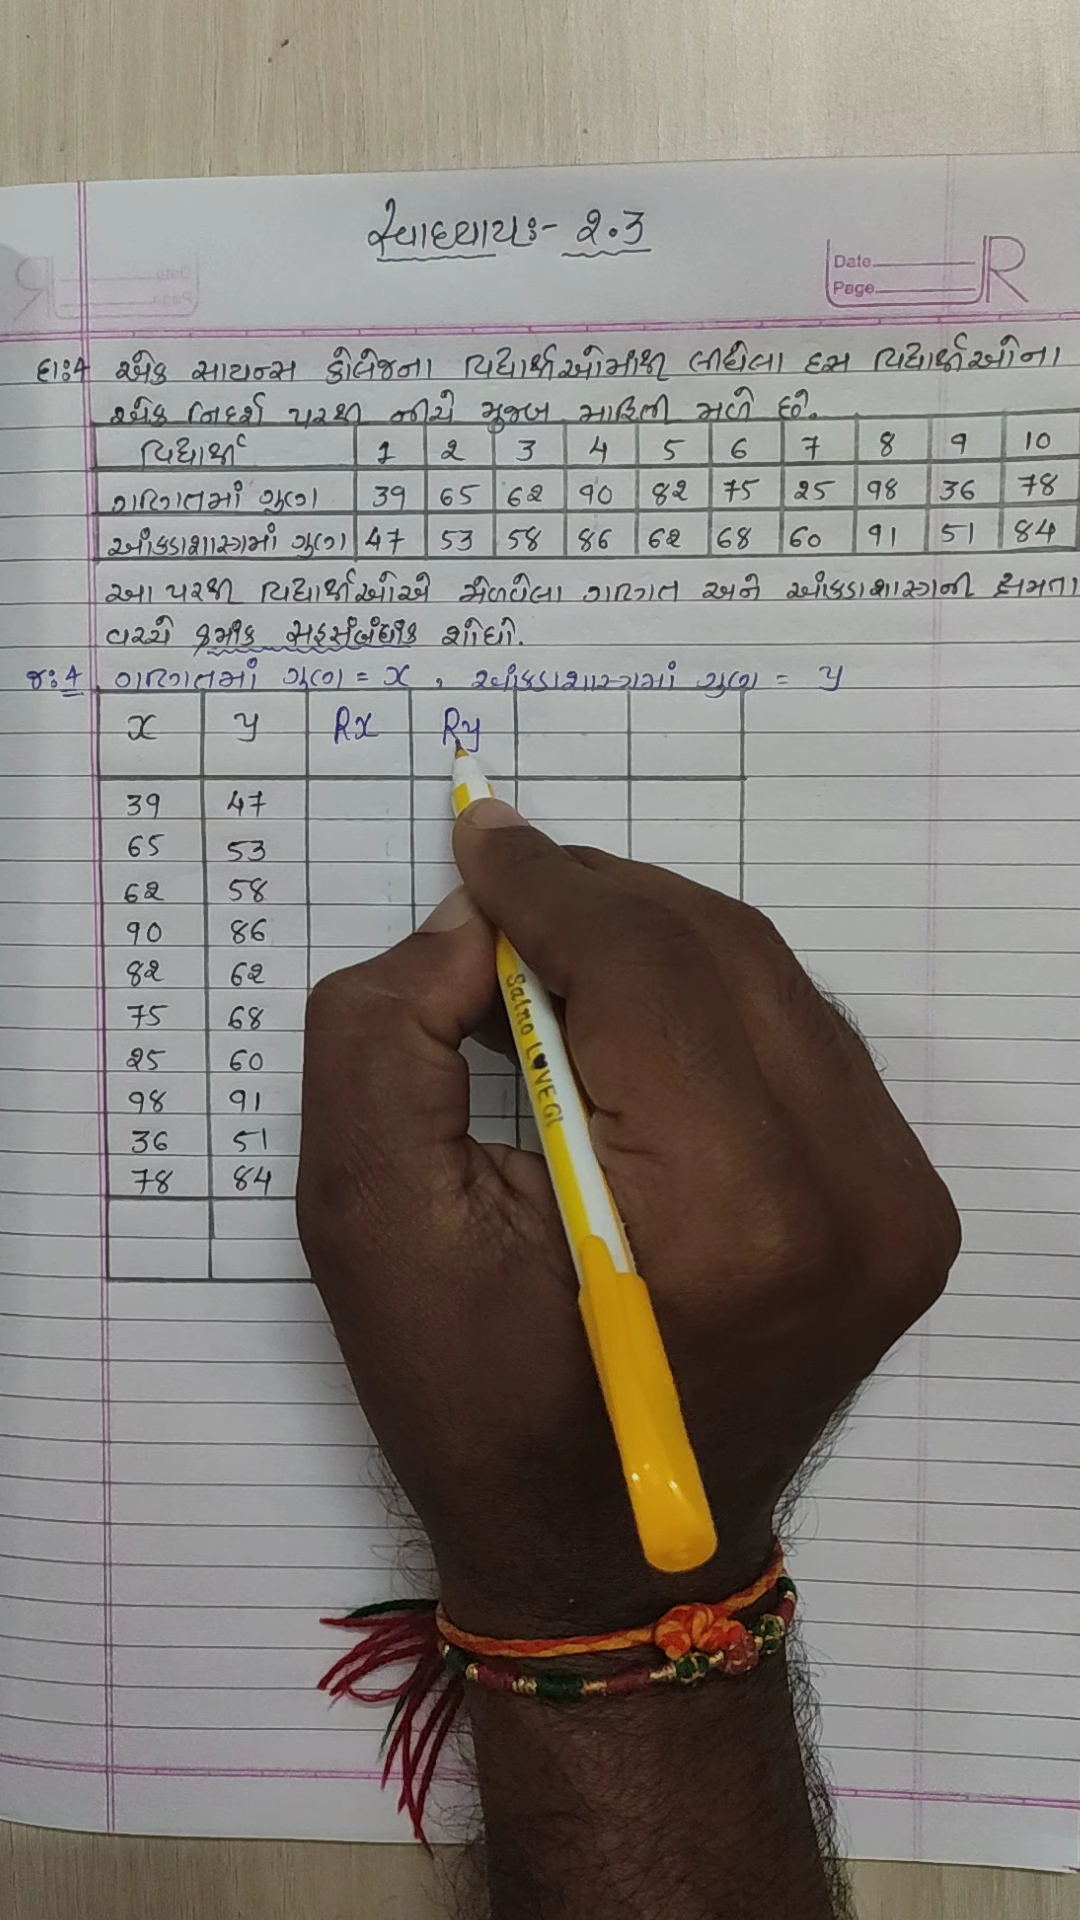 સ્વાધ્યાયઃ- 2.3
Date
Page
R
દાઃ4 એક સાયન્સ કોલેજના વિદ્યાર્થીઓમાંથી લીધેલા દસ વિદ્યાર્થીઓના
એક નિદર્શ પરથી નીચે મુજબ માહિતી મળે છે.
વિદ્યાર્થી 1 2 3 4 5 6 7 8 9 10
ગણિતમાં ગુણ 39 65 62 90 82 75 25 98 36 78
આંકડાશાસ્ત્રમાં ગુણ 47 53 58 86 62 68 60 91 51 84
આ પરથી વિદ્યાર્થીઓએ મેળવેલા ગણિત અને આંકડાશાસ્ત્રની ક્ષમતા
વચ્ચે ક્રમાંક સહસંબંધાંક શોધો.
જઃ4 ગણિતમાં ગુણ = x , આંકડાશાસ્ત્રમાં ગુણ = y
x y Rx Ry
39 47
65 53
62 58
90 86
82 62
75 68
25 60
98 91
36 51
78 84
Saino LOVEGL